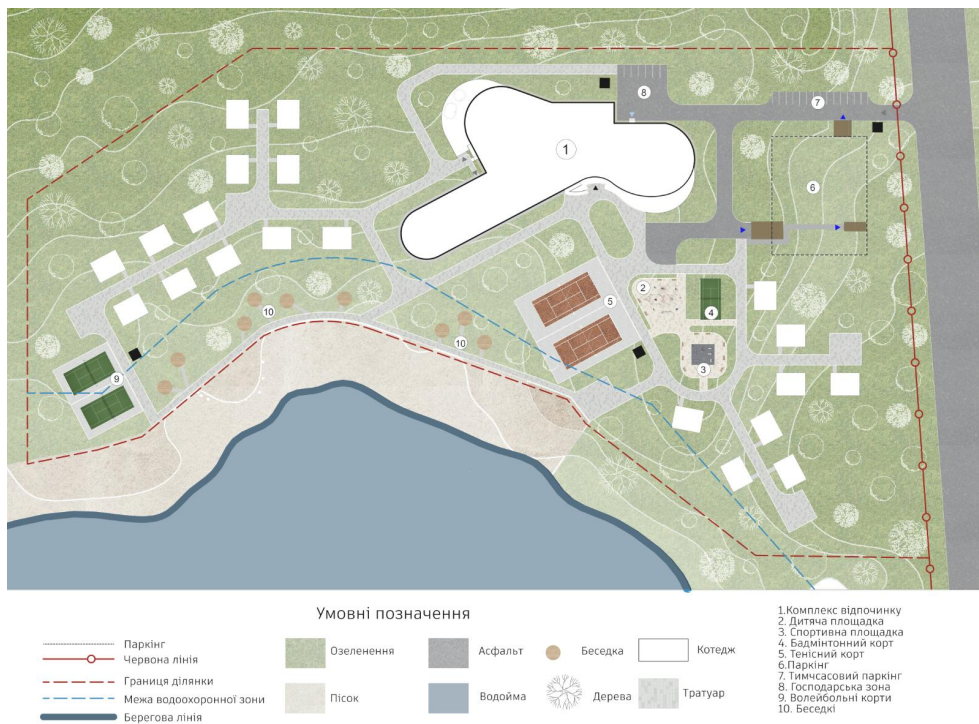 8
7
1
6
2
5
4
10
10
3
9
Умовні позначення
Паркінг
Червона лінія
Границя ділянки
Межа водоохоронної зони
Берегова лінія
Озеленення
Пісок
Асфальт
Водойма
Беседка
Дерева
Котедж
Тротуар
1.Комплекс відпочинку
2. Дитяча площадка
3. Спортивна площадка
4. Бадмінтонний корт
5. Тенісний корт
6.Паркінг
7. Тимчсасовий паркінг
8. Господарська зона
9. Волейбольні корти
10. Беседкі